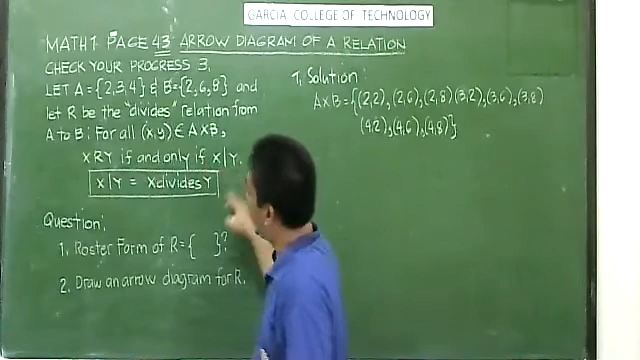 GARCIA COLLEGE OF TECHNOLOGY
MATH 1 PAGE 43 ARROW DIAGRAM OF A RELATION
CHECK YOUR PROGRESS 3.
LET A = {2,3,4} & B = {2,6,8} and
let R be the "divides" relation from
A to B: For all (x,y) ∈ A X B,
X R Y if and only if X | Y.
X | Y = X divides Y
Question:
1. Roster Form of R = { }?
2. Draw an arrow diagram for R.
1. Solution:
A X B = {(2,2), (2,6), (2,8) (3,2), (3,6), (3,8)
(4,2), (4,6), (4,8)}